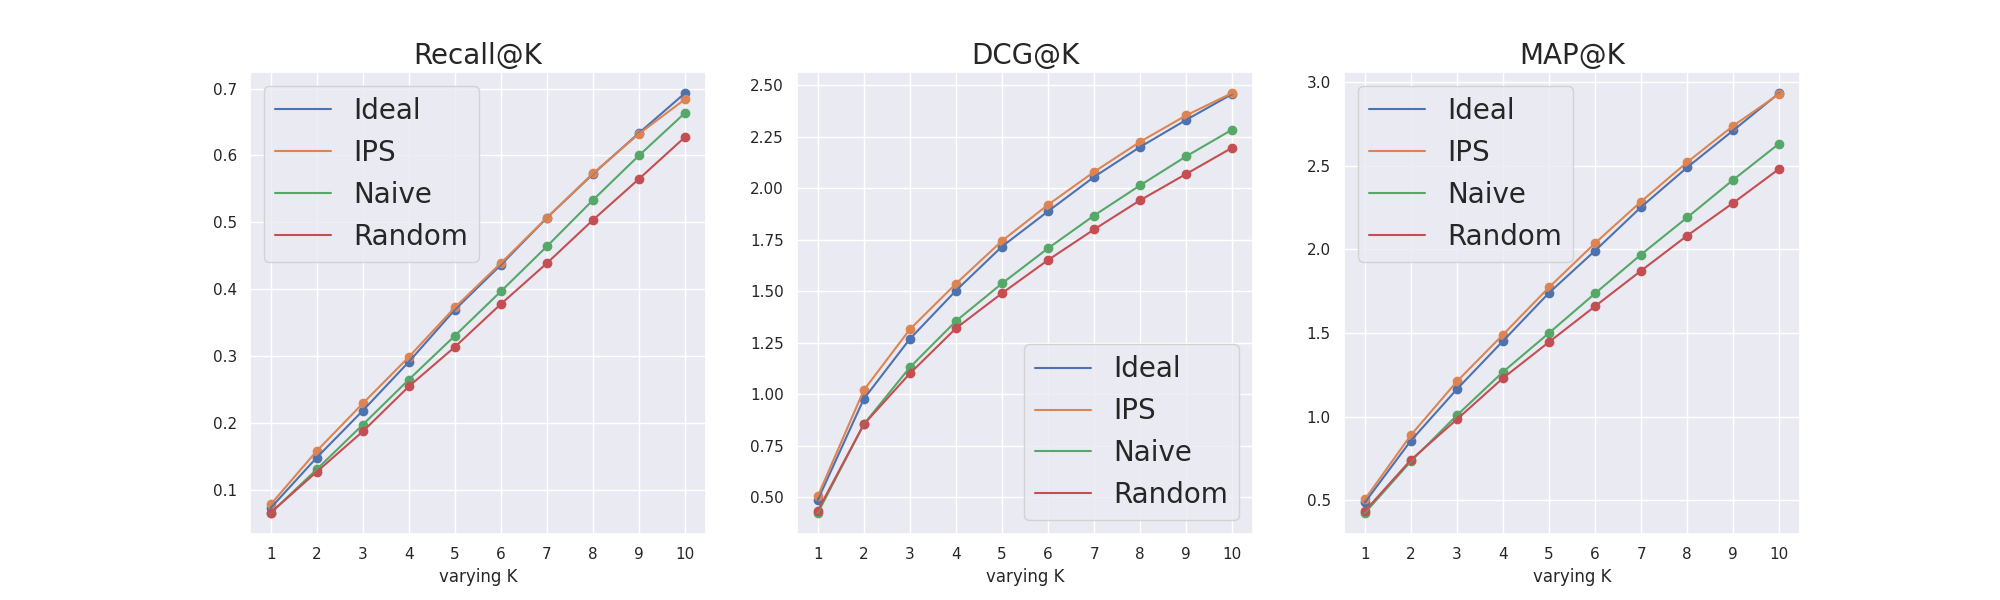 Recall@K
0.7
0.6
0.5
0.4
0.3
0.2
0.1
Ideal
IPS
Naive
Random
1 2 3 4 5 6 7 8 9 10
varying K
DCG@K
2.50
2.25
2.00
1.75
1.50
1.25
1.00
0.75
0.50
Ideal
IPS
Naive
Random
1 2 3 4 5 6 7 8 9 10
varying K
MAP@K
3.0
2.5
2.0
1.5
1.0
0.5
Ideal
IPS
Naive
Random
1 2 3 4 5 6 7 8 9 10
varying K